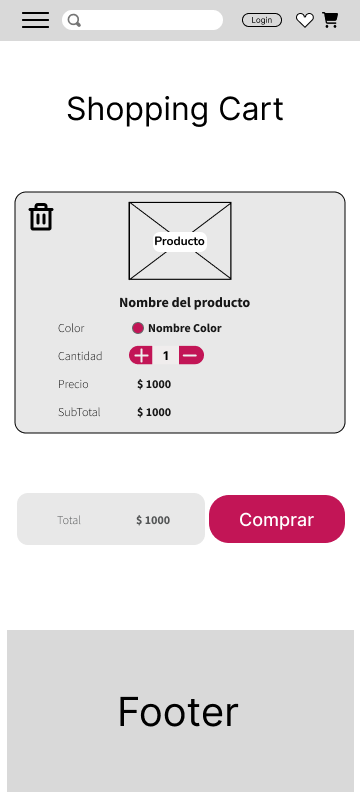 Login
Shopping Cart
Producto
Nombre del producto
Color Nombre Color
Cantidad + 1 −
Precio $ 1000
SubTotal $ 1000
Total $ 1000 Comprar
Footer